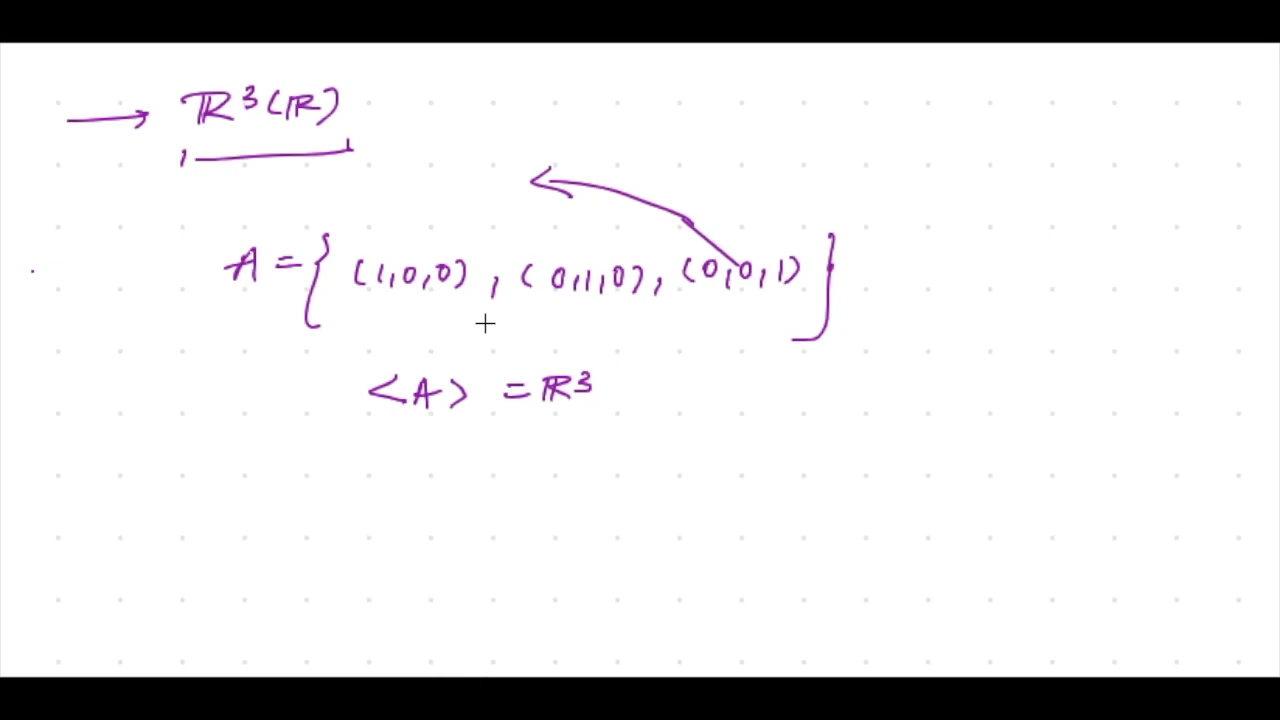 → ℝ³(ℝ)
A = { (1,0,0) , (0,1,0), (0,0,1) }
<A> = ℝ³